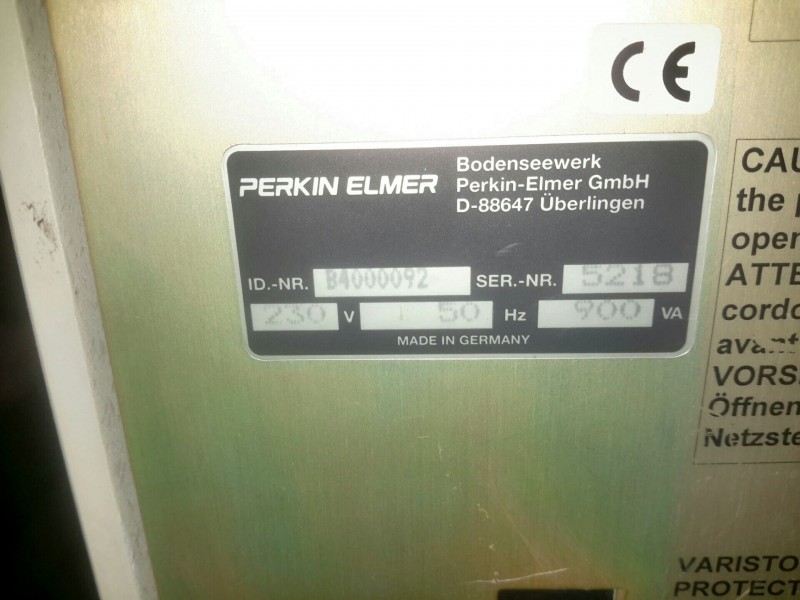 CE
PERKIN ELMER
Bodenseewerk
Perkin-Elmer GmbH
D-88647 Überlingen
ID.-NR. B4000092 SER.-NR. 5218
230 V 50 Hz 900 VA
MADE IN GERMANY
CAU
the p
oper
ATTE
cordo
avant
VORS
Öffnen
Netzste
VARISTO
PROTECT